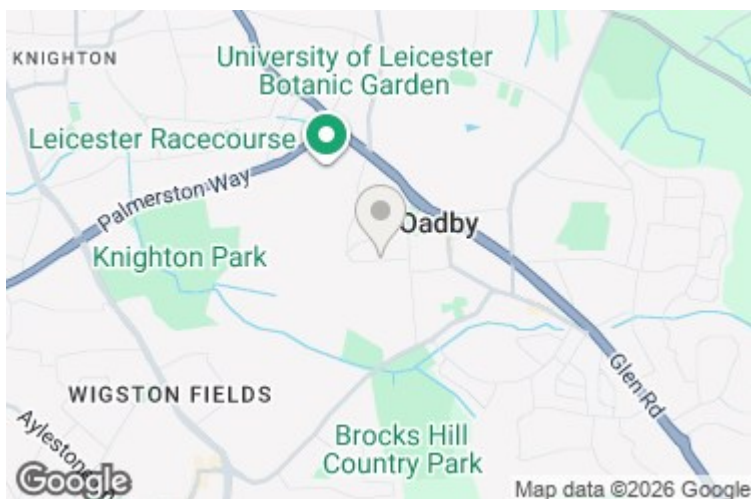 KNIGHTON
University of Leicester
Botanic Garden
Leicester Racecourse
Palmerston Way
Oadby
Knighton Park
WIGSTON FIELDS
Glen Rd
Brocks Hill
Country Park
Google
Map data ©2026 Google